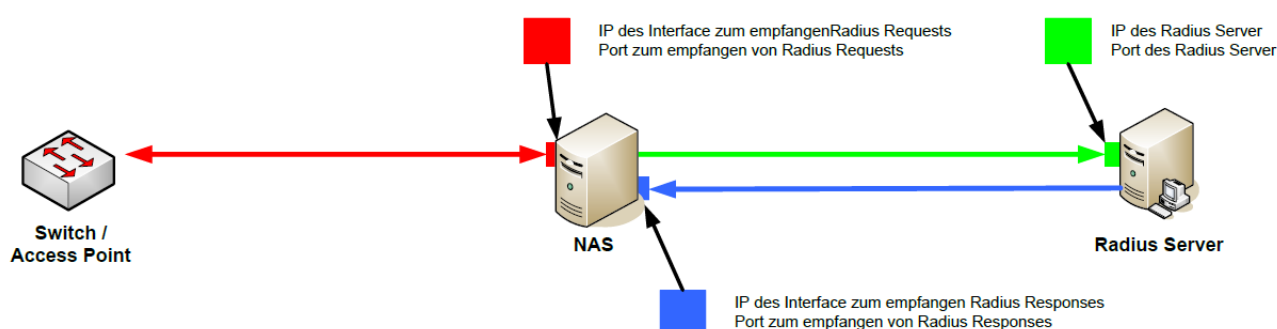 IP des Interface zum empfangenRadius Requests
Port zum empfangen von Radius Requests
IP des Radius Server
Port des Radius Server
Switch /
Access Point
NAS
Radius Server
IP des Interface zum empfangen Radius Responses
Port zum empfangen von Radius Responses